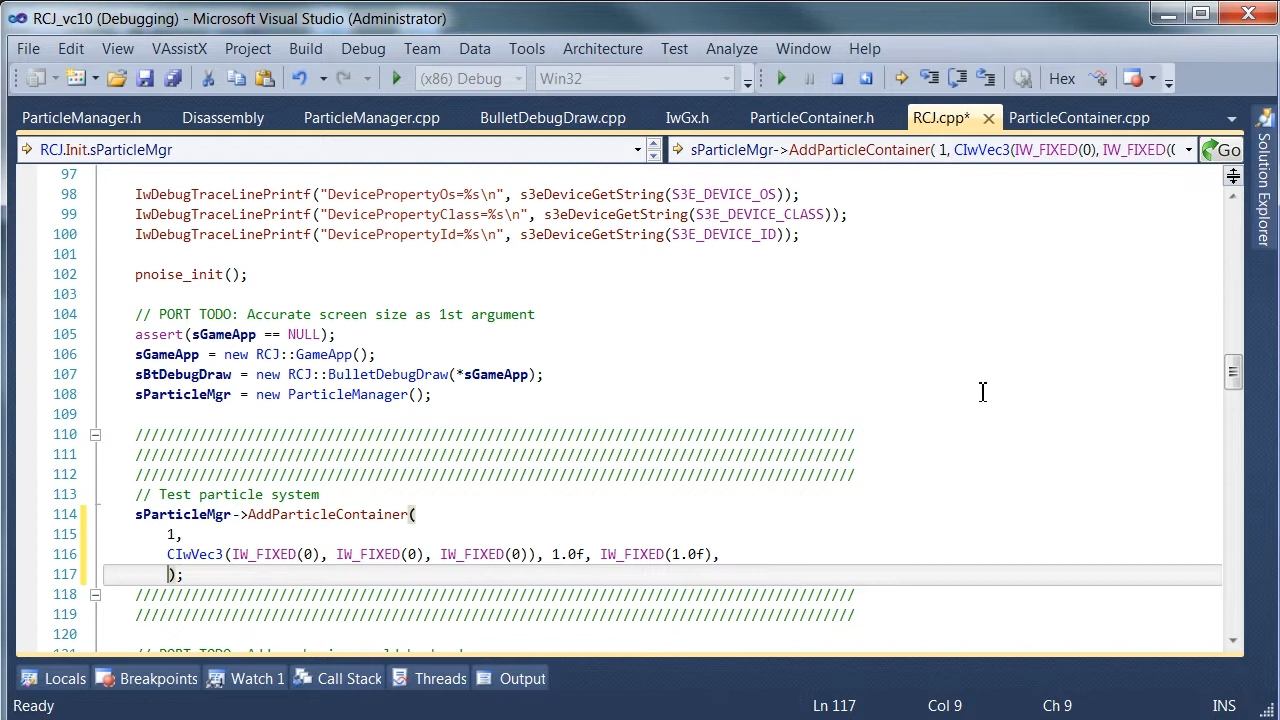 RCJ_vc10 (Debugging) - Microsoft Visual Studio (Administrator)
File Edit View VAssistX Project Build Debug Team Data Tools Architecture Test Analyze Window Help
(x86) Debug Win32 Hex
ParticleManager.h Disassembly ParticleManager.cpp BulletDebugDraw.cpp IwGx.h ParticleContainer.h RCJ.cpp* ParticleContainer.cpp
RCJ.Init.sParticleMgr sParticleMgr->AddParticleContainer( 1, CIwVec3(IW_FIXED(0), IW_FIXED(( Go
Solution Explorer
97
98 IwDebugTraceLinePrintf("DevicePropertyOs=%s\n", s3eDeviceGetString(S3E_DEVICE_OS));
99 IwDebugTraceLinePrintf("DevicePropertyClass=%s\n", s3eDeviceGetString(S3E_DEVICE_CLASS));
100 IwDebugTraceLinePrintf("DevicePropertyId=%s\n", s3eDeviceGetString(S3E_DEVICE_ID));
101
102 pnoise_init();
103
104 // PORT TODO: Accurate screen size as 1st argument
105 assert(sGameApp == NULL);
106 sGameApp = new RCJ::GameApp();
107 sBtDebugDraw = new RCJ::BulletDebugDraw(*sGameApp);
108 sParticleMgr = new ParticleManager();
109
110 //////////////////////////////////////////////////////////////////////////////////////////
111 //////////////////////////////////////////////////////////////////////////////////////////
112 //////////////////////////////////////////////////////////////////////////////////////////
113 // Test particle system
114 sParticleMgr->AddParticleContainer(
115 1,
116 CIwVec3(IW_FIXED(0), IW_FIXED(0), IW_FIXED(0)), 1.0f, IW_FIXED(1.0f),
117 );
118 //////////////////////////////////////////////////////////////////////////////////////////
119 //////////////////////////////////////////////////////////////////////////////////////////
120
Locals Breakpoints Watch 1 Call Stack Threads Output
Ready Ln 117 Col 9 Ch 9 INS